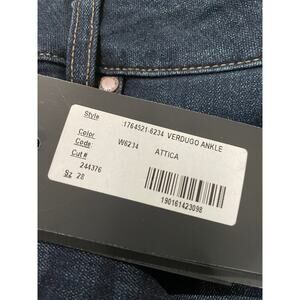 Style :1764521-6234 VERDUGO ANKLE
Color
Code: W6234 ATTICA
Cut# 244376
Sz 28
190161423098